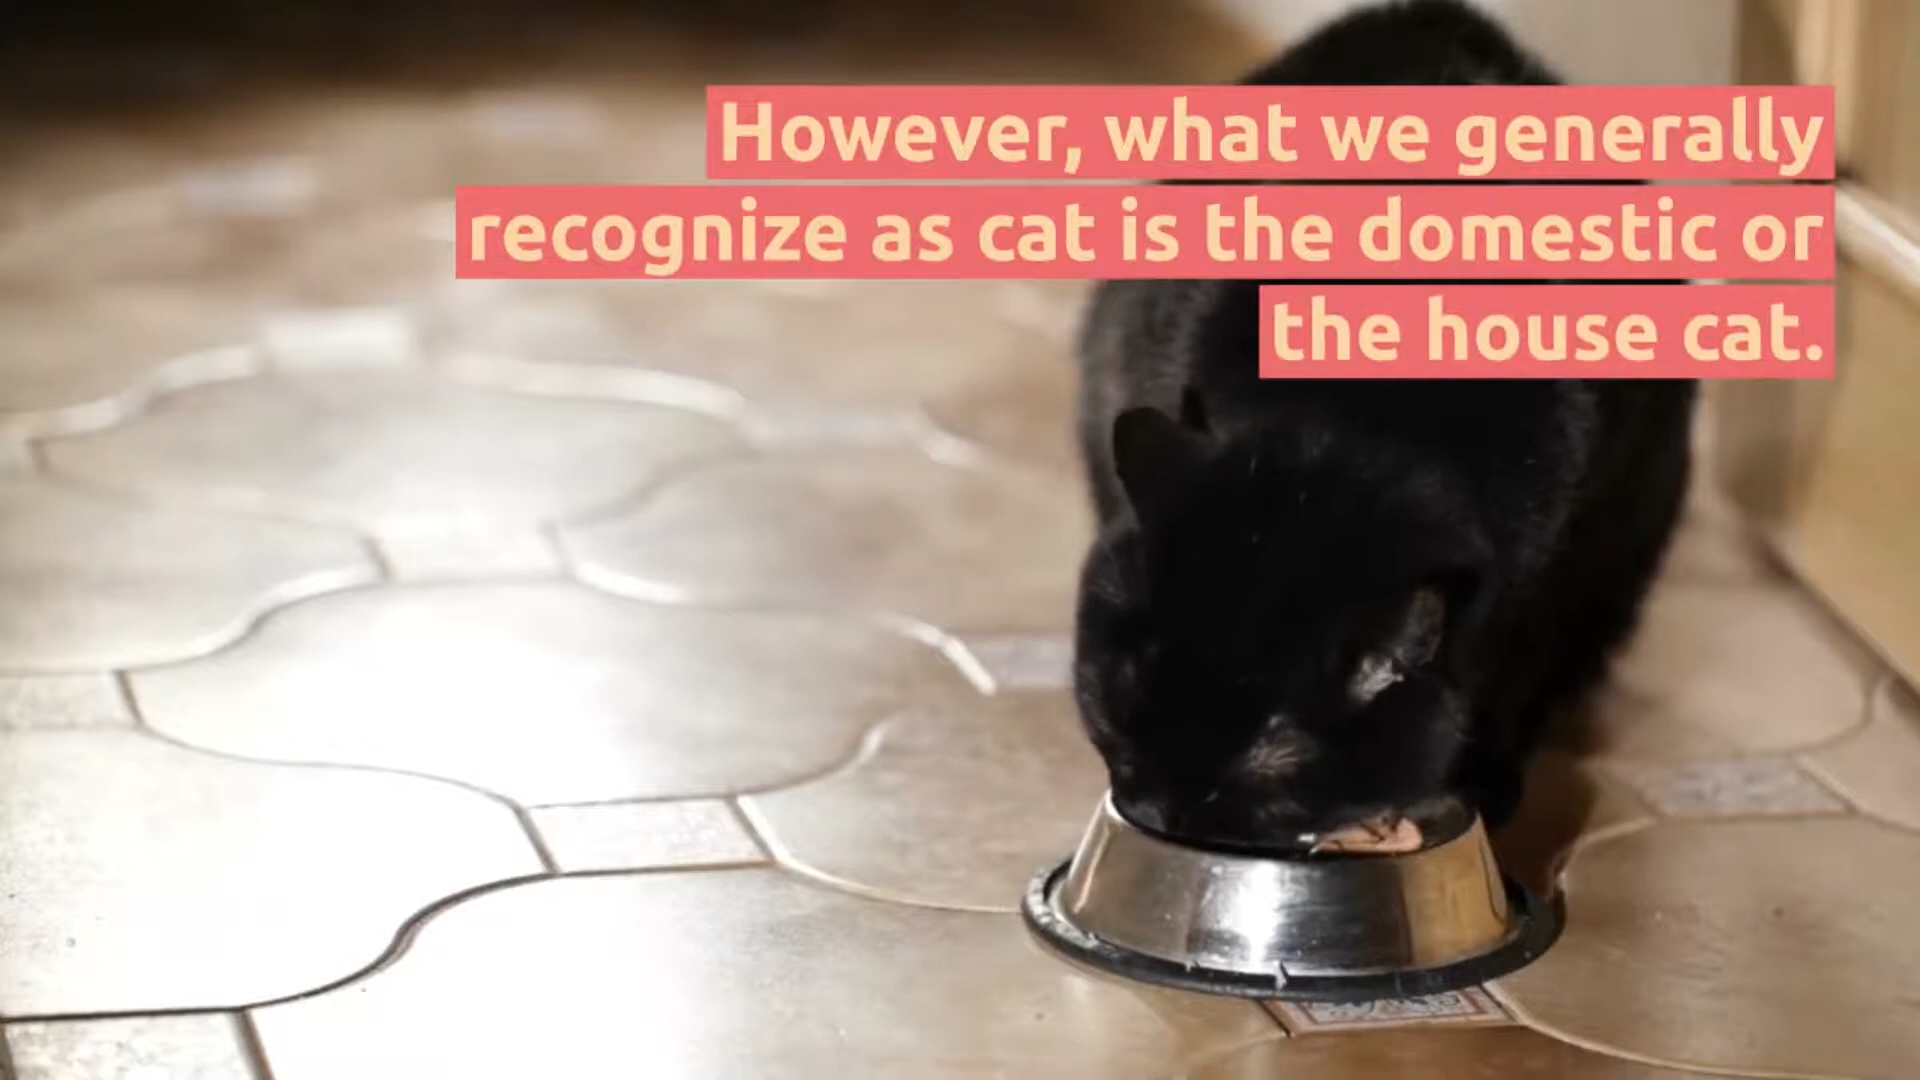 However, what we generally
recognize as cat is the domestic or
the house cat.